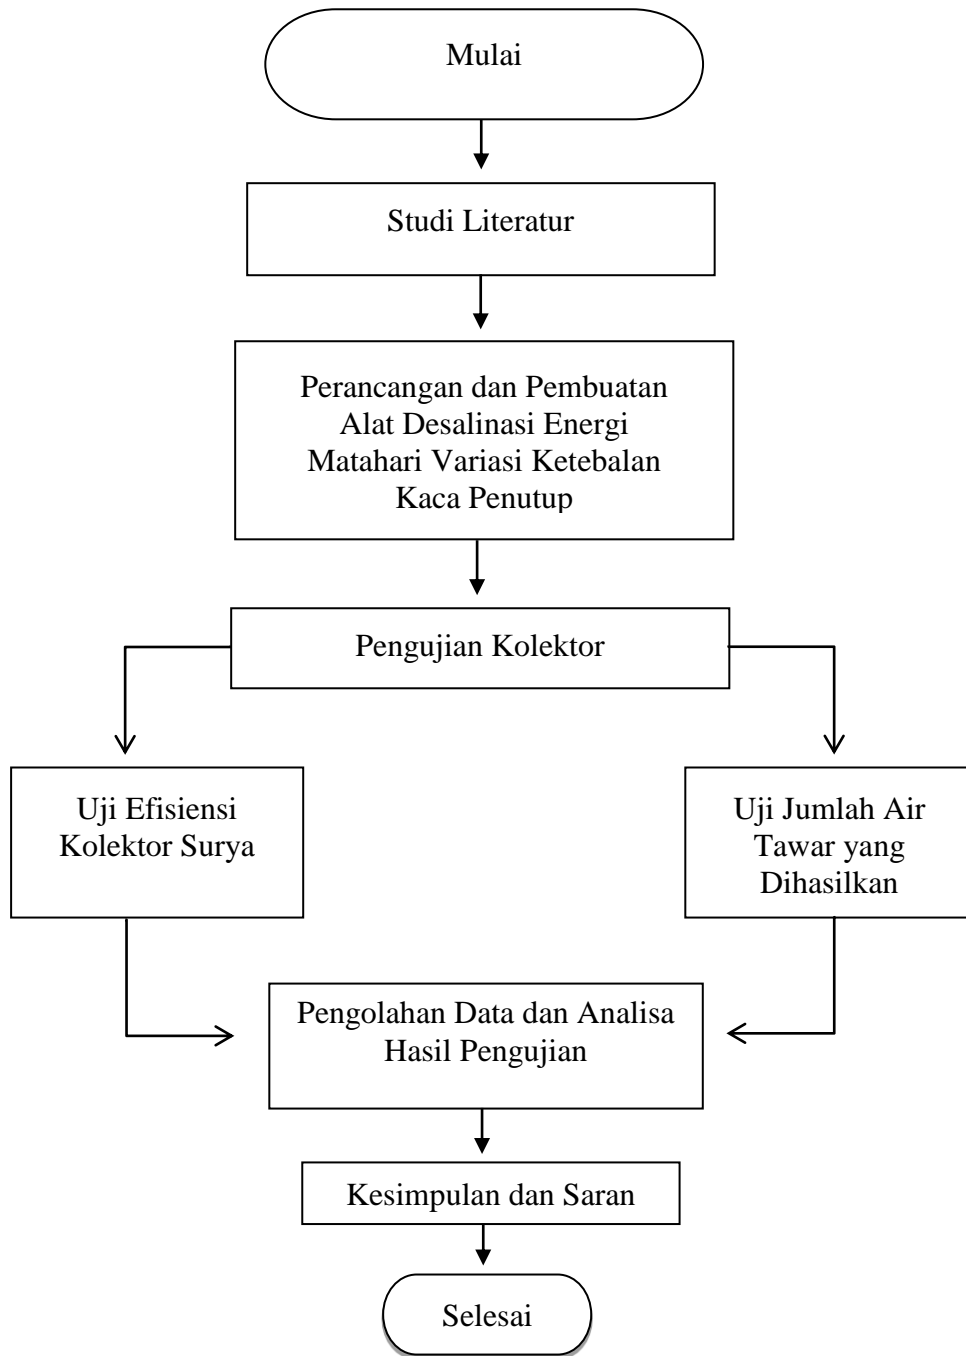 Mulai
Studi Literatur
Perancangan dan Pembuatan
Alat Desalinasi Energi
Matahari Variasi Ketebalan
Kaca Penutup
Pengujian Kolektor
Uji Efisiensi
Kolektor Surya
Uji Jumlah Air
Tawar yang
Dihasilkan
Pengolahan Data dan Analisa
Hasil Pengujian
Kesimpulan dan Saran
Selesai